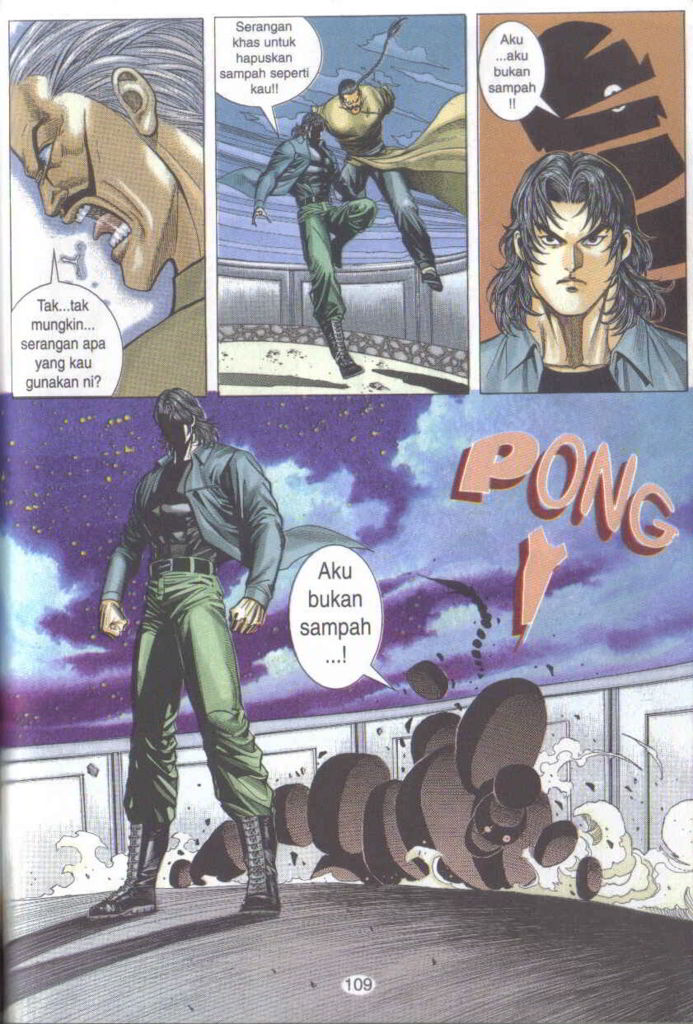 Tak...tak
mungkin...
serangan apa
yang kau
gunakan ni?
Serangan
khas untuk
hapuskan
sampah seperti
kau!!
Aku
...aku
bukan
sampah
!!
PONG
!
Aku
bukan
sampah
...!
109